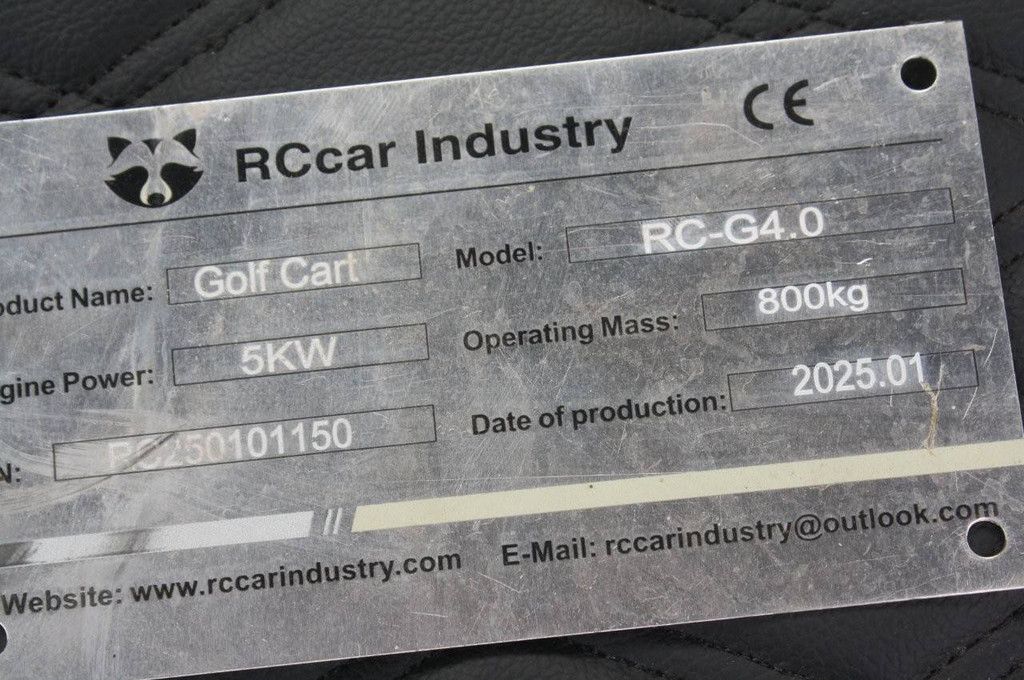 RCcar Industry CE
oduct Name: Golf Cart Model: RC-G4.0
gine Power: 5KW Operating Mass: 800kg
N: RC250101150 Date of production: 2025.01
Website: www.rccarindustry.com E-Mail: rccarindustry@outlook.com